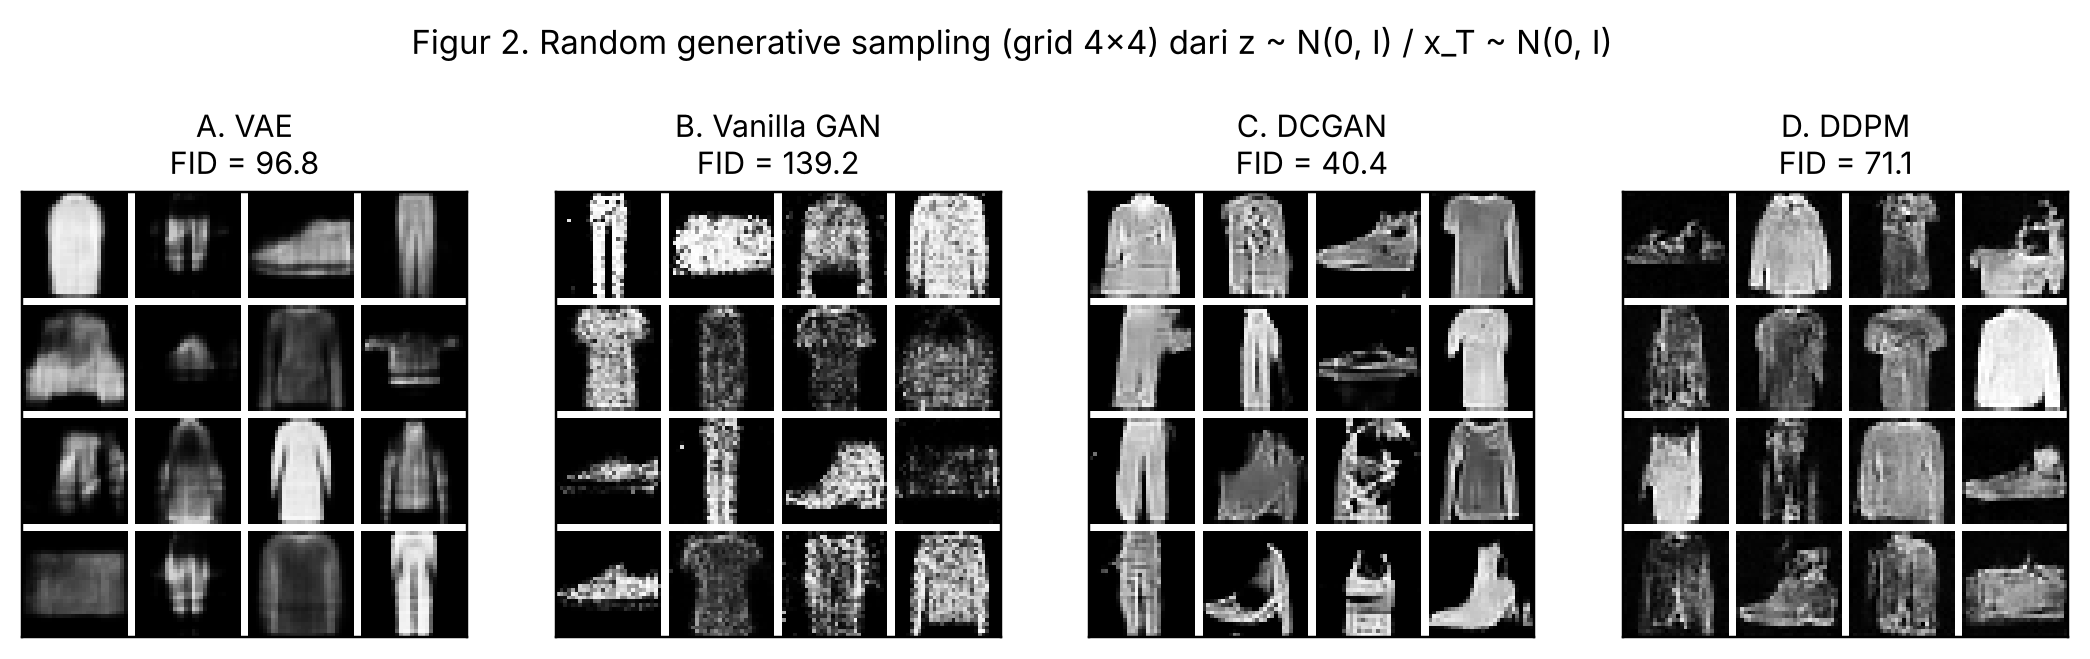 Figur 2. Random generative sampling (grid 4×4) dari z ~ N(0, I) / x_T ~ N(0, I)
A. VAE
FID = 96.8
B. Vanilla GAN
FID = 139.2
C. DCGAN
FID = 40.4
D. DDPM
FID = 71.1